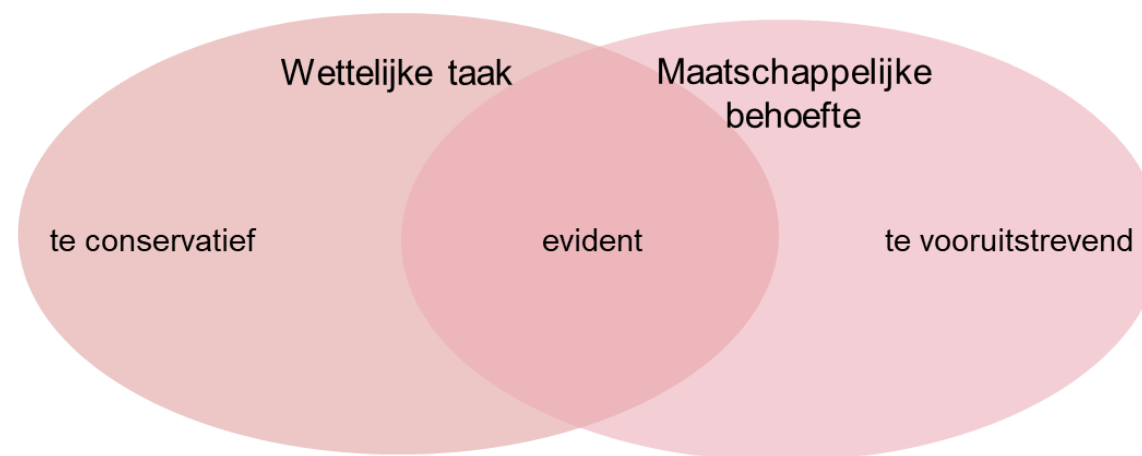 Wettelijke taak
Maatschappelijke
behoefte
te conservatief
evident
te vooruitstrevend